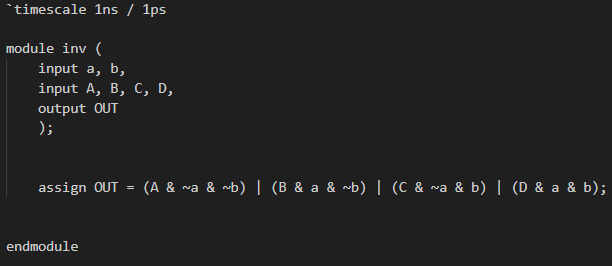 `timescale 1ns / 1ps
module inv (
input a, b,
input A, B, C, D,
output OUT
);
assign OUT = (A & ~a & ~b) | (B & a & ~b) | (C & ~a & b) | (D & a & b);
endmodule